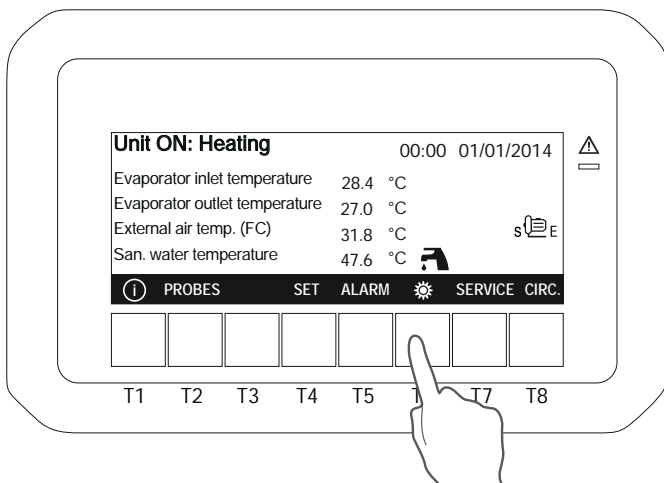 Unit ON: Heating 00:00 01/01/2014
Evaporator inlet temperature 28.4 °C
Evaporator outlet temperature 27.0 °C
External air temp. (FC) 31.8 °C
S E
San. water temperature 47.6 °C
i PROBES SET ALARM SERVICE CIRC.
T1 T2 T3 T4 T5 T7 T8